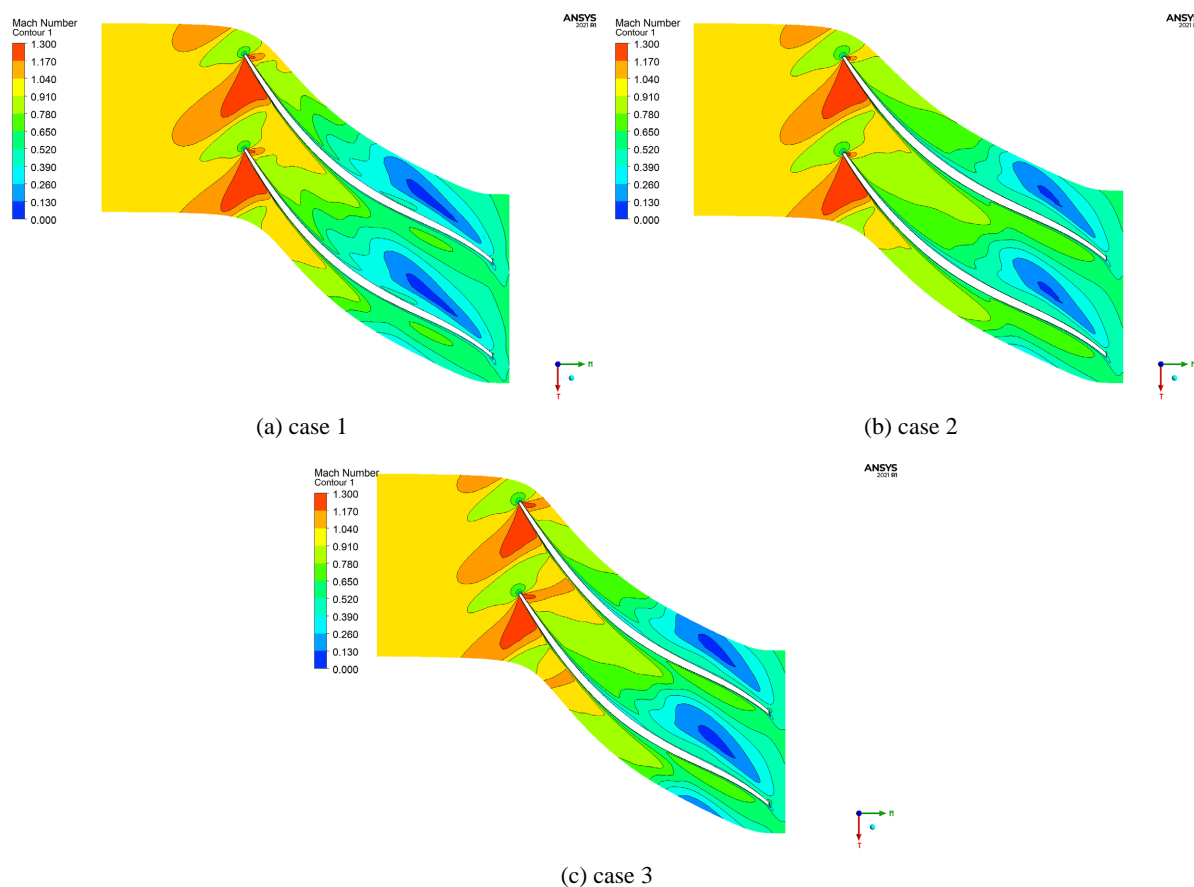 Mach Number
Contour 1
1.300
1.170
1.040
0.910
0.780
0.650
0.520
0.390
0.260
0.130
0.000
ANSYS
2021 R1
M
T
(a) case 1
Mach Number
Contour 1
1.300
1.170
1.040
0.910
0.780
0.650
0.520
0.390
0.260
0.130
0.000
ANSYS
2021
M
T
(b) case 2
Mach Number
Contour 1
1.300
1.170
1.040
0.910
0.780
0.650
0.520
0.390
0.260
0.130
0.000
ANSYS
2021 R1
M
T
(c) case 3